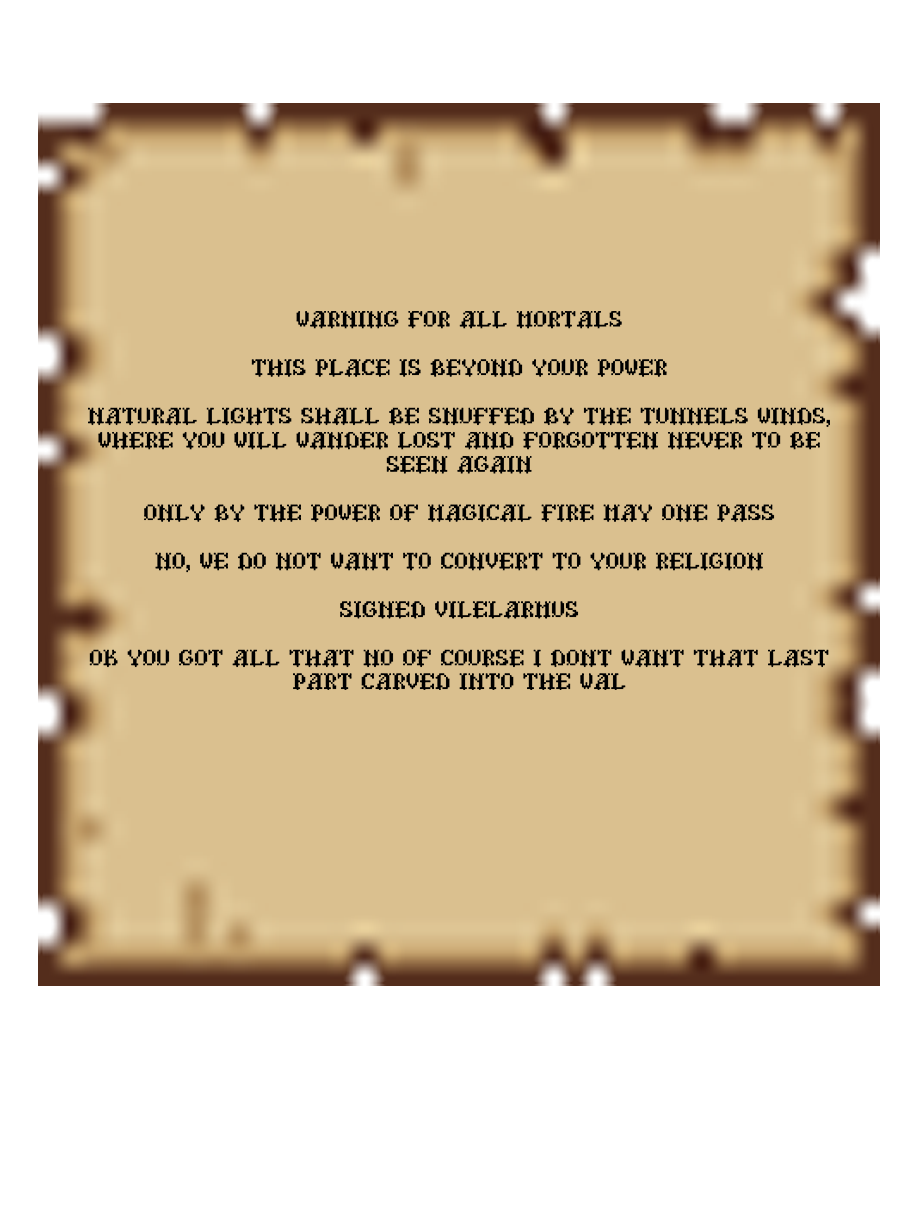 WARNING FOR ALL MORTALS
THIS PLACE IS BEYOND YOUR POWER
NATURAL LIGHTS SHALL BE SNUFFED BY THE TUNNELS WINDS,
WHERE YOU WILL WANDER LOST AND FORGOTTEN NEVER TO BE
SEEN AGAIN
ONLY BY THE POWER OF MAGICAL FIRE MAY ONE PASS
NO, WE DO NOT WANT TO CONVERT TO YOUR RELIGION
SIGNED VILELARMUS
OK YOU GOT ALL THAT NO OF COURSE I DONT WANT THAT LAST
PART CARVED INTO THE WAL